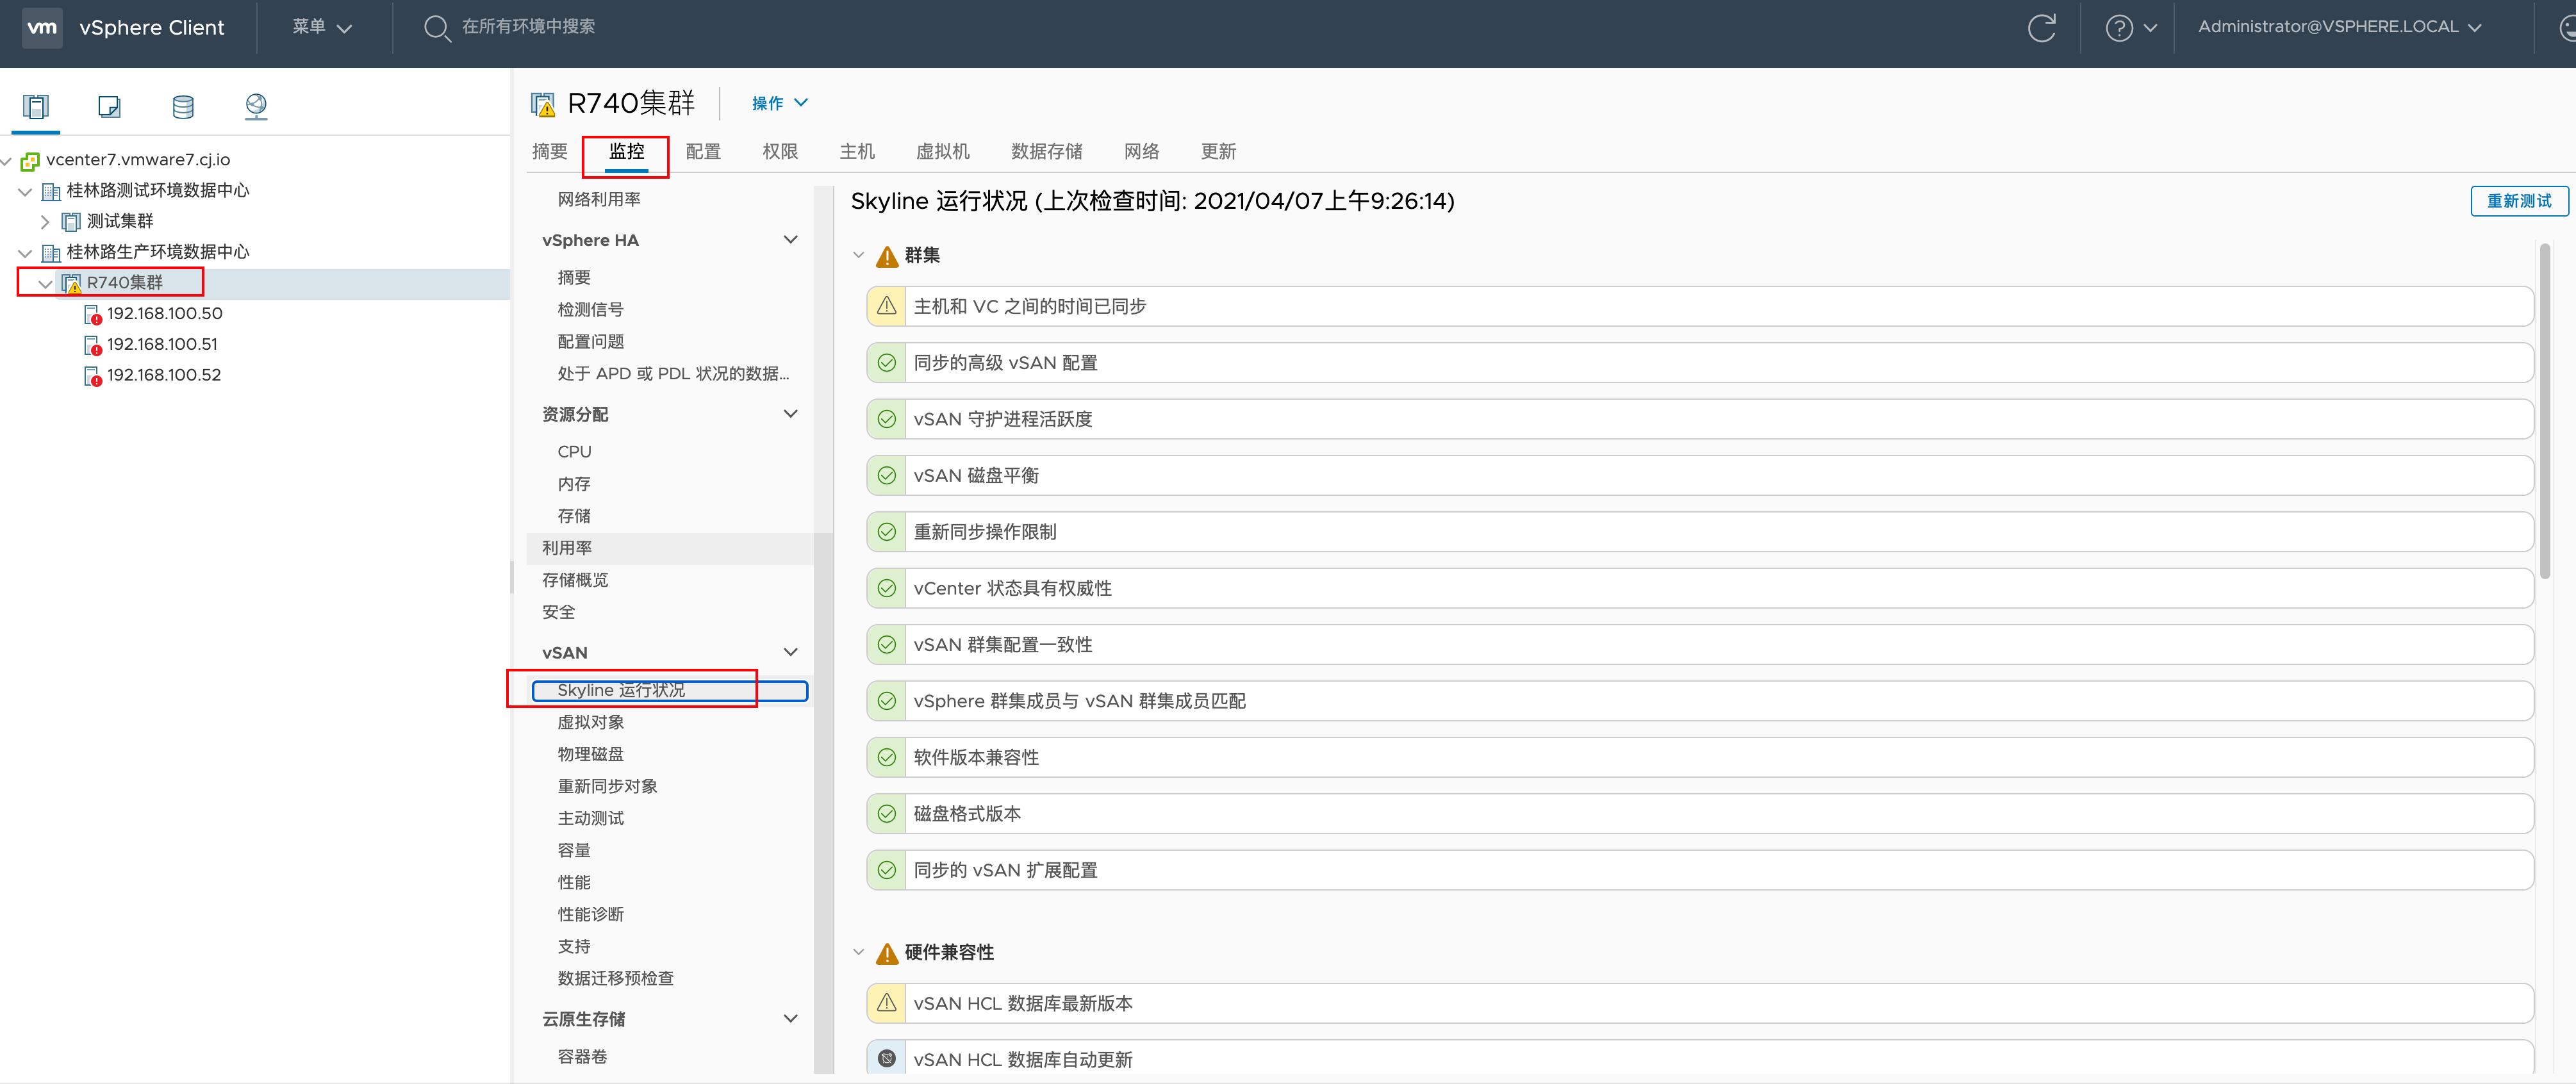 vm vSphere Client 菜单 在所有环境中搜索 Administrator@VSPHERE.LOCAL
vcenter7.vmware7.cj.io
桂林路测试环境数据中心
测试集群
桂林路生产环境数据中心
R740集群
192.168.100.50
192.168.100.51
192.168.100.52
R740集群 操作
摘要 监控 配置 权限 主机 虚拟机 数据存储 网络 更新
网络利用率
vSphere HA
摘要
检测信号
配置问题
处于 APD 或 PDL 状况的数据...
资源分配
CPU
内存
存储
利用率
存储概览
安全
vSAN
Skyline 运行状况
虚拟对象
物理磁盘
重新同步对象
主动测试
容量
性能
性能诊断
支持
数据迁移预检查
云原生存储
容器卷
Skyline 运行状况 (上次检查时间: 2021/04/07上午9:26:14)
重新测试
群集
主机和 VC 之间的时间已同步
同步的高级 vSAN 配置
vSAN 守护进程活跃度
vSAN 磁盘平衡
重新同步操作限制
vCenter 状态具有权威性
vSAN 群集配置一致性
vSphere 群集成员与 vSAN 群集成员匹配
软件版本兼容性
磁盘格式版本
同步的 vSAN 扩展配置
硬件兼容性
vSAN HCL 数据库最新版本
vSAN HCL 数据库自动更新